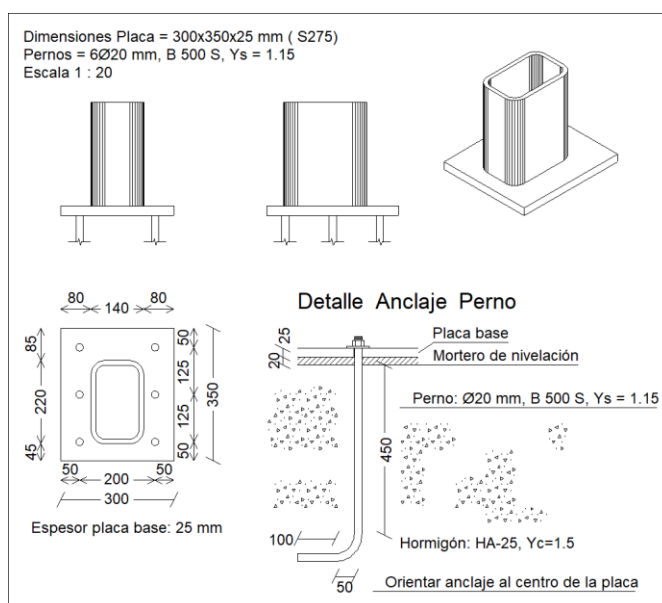 Dimensiones Placa = 300x350x25 mm ( S275)
Pernos = 6Ø20 mm, B 500 S, Ys = 1.15
Escala 1 : 20
80
140
80
85
220
45
50
125
125
50
350
50
200
50
300
Espesor placa base: 25 mm
Detalle Anclaje Perno
25
20
Placa base
Mortero de nivelación
Perno: Ø20 mm, B 500 S, Ys = 1.15
450
100
50
Hormigón: HA-25, Yc=1.5
Orientar anclaje al centro de la placa